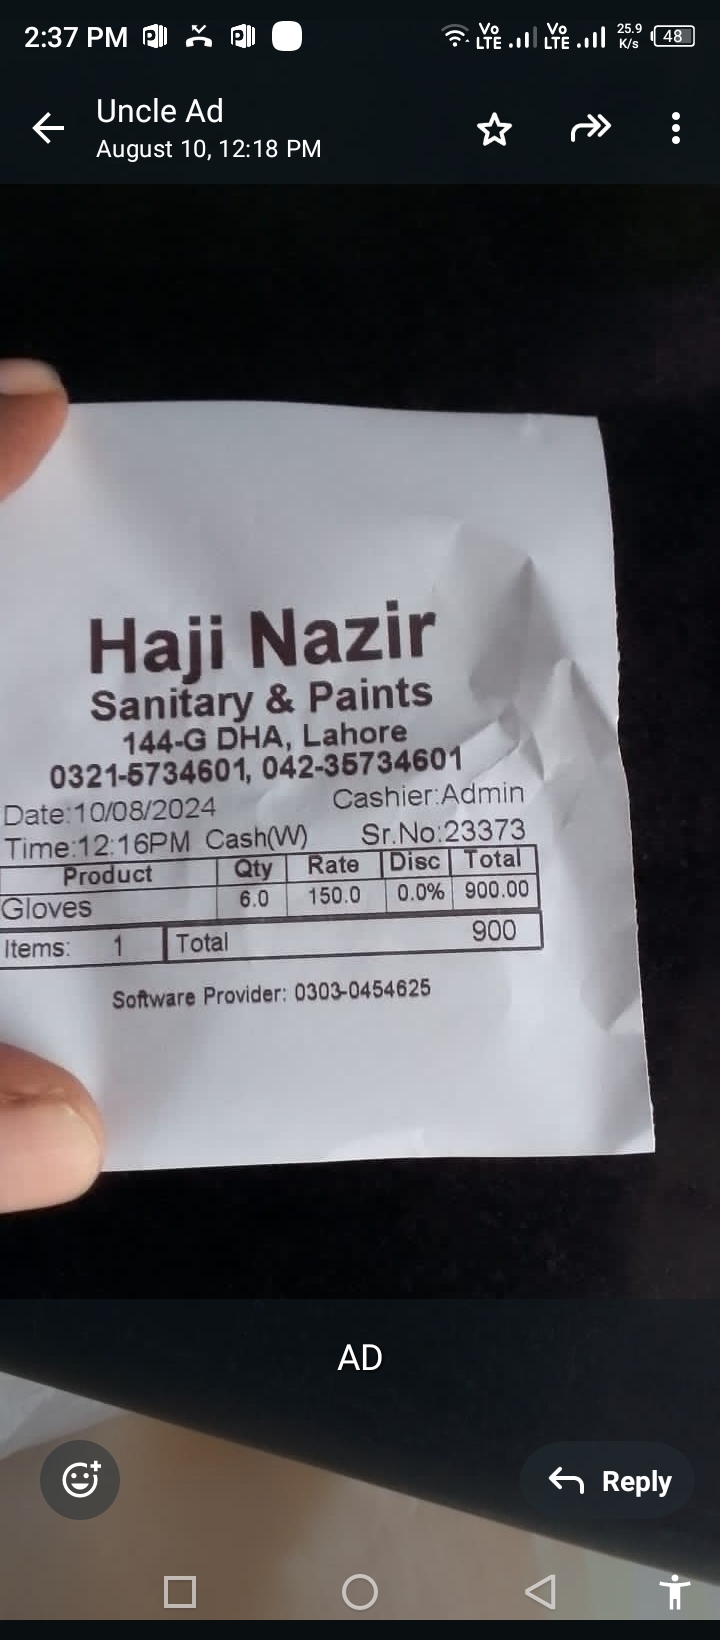 2:37 PM Vo LTE Vo LTE 25.9 K/s 48
Uncle Ad
August 10, 12:18 PM
Haji Nazir
Sanitary & Paints
144-G DHA, Lahore
0321-5734601, 042-35734601
Date:10/08/2024 Cashier:Admin
Time:12:16PM Cash(W) Sr.No:23373
Product Qty Rate Disc Total
Gloves 6.0 150.0 0.0% 900.00
Items: 1 Total 900
Software Provider: 0303-0454625
AD
Reply